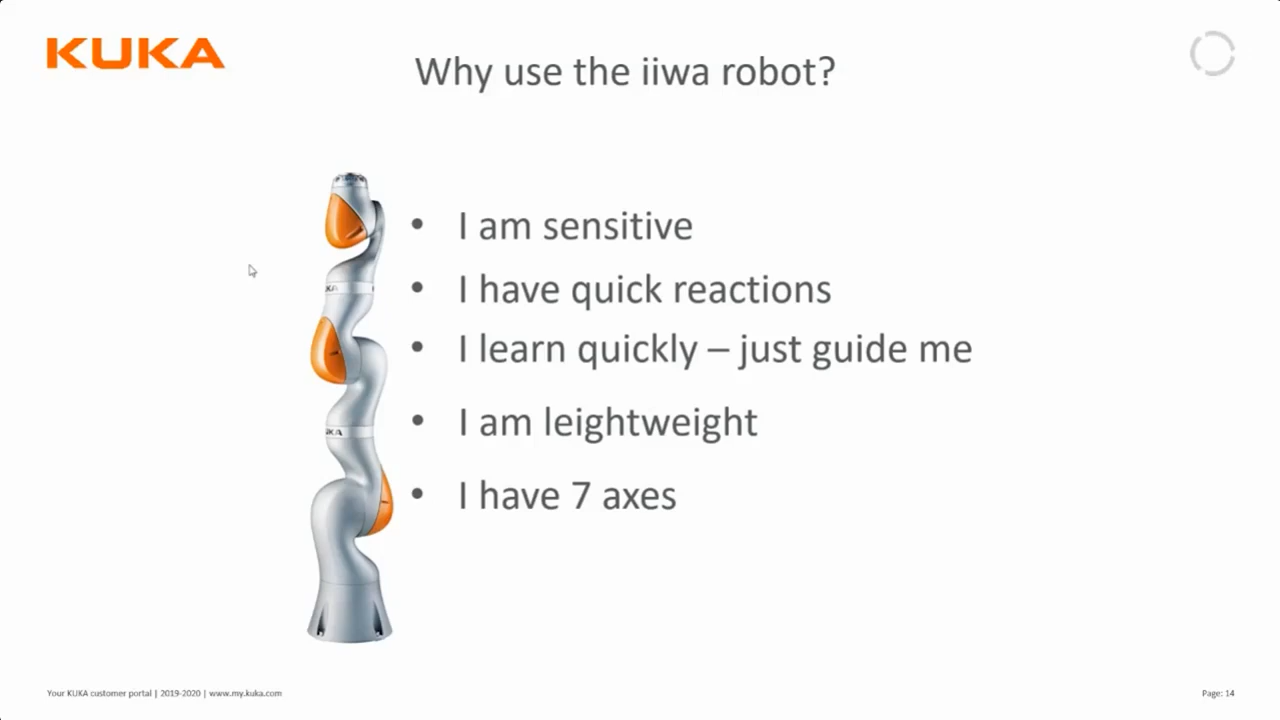 KUKA
Why use the iiwa robot?
• I am sensitive
• I have quick reactions
• I learn quickly – just guide me
• I am leightweight
• I have 7 axes
Your KUKA customer portal | 2019-2020 | www.my.kuka.com
Page: 14